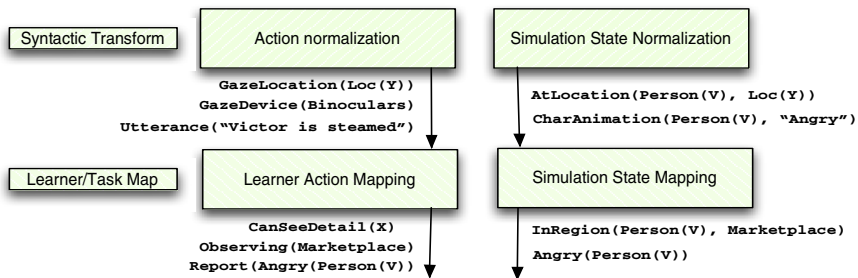 Syntactic Transform
Action normalization
Simulation State Normalization
GazeLocation(Loc(Y))
GazeDevice(Binoculars)
Utterance(“Victor is steamed”)
AtLocation(Person(V), Loc(Y))
CharAnimation(Person(V), “Angry”)
Learner/Task Map
Learner Action Mapping
Simulation State Mapping
CanSeeDetail(X)
Observing(Marketplace)
Report(Angry(Person(V))
InRegion(Person(V), Marketplace)
Angry(Person(V))